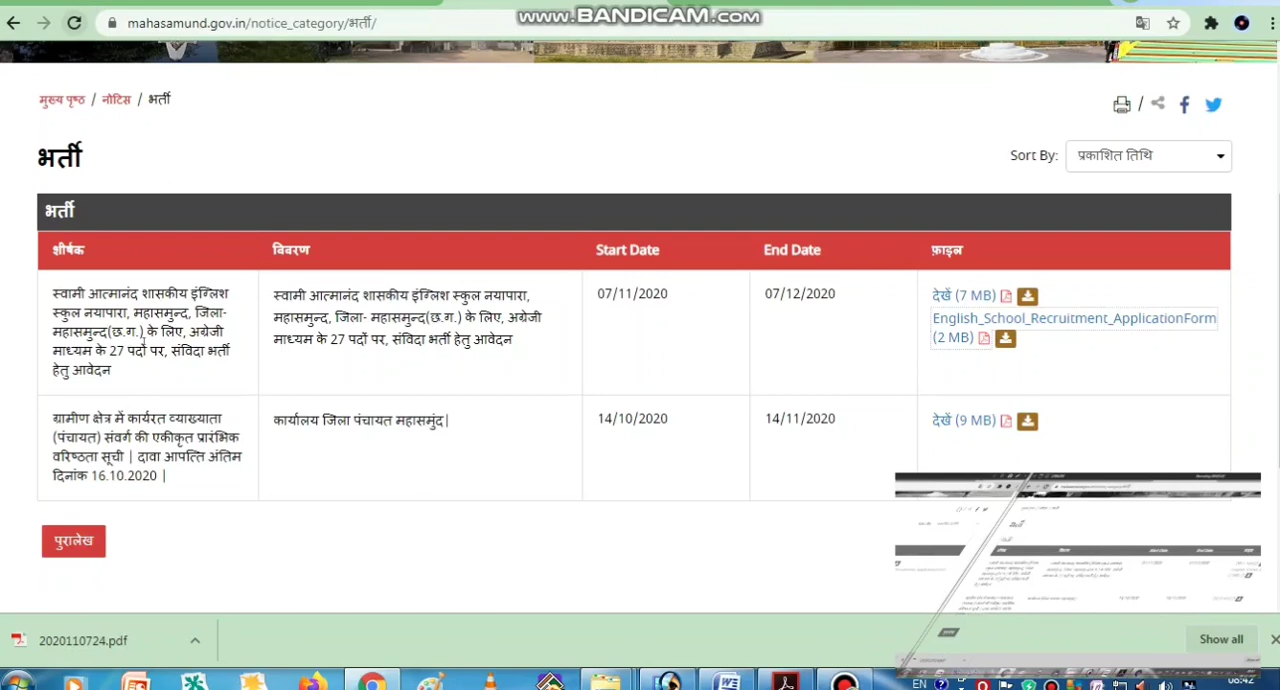 mahasamund.gov.in/notice_category/भर्ती/
www.BANDICAM.com
मुख्य पृष्ठ / नोटिस / भर्ती
भर्ती
Sort By: प्रकाशित तिथि
भर्ती
शीर्षक विवरण Start Date End Date फ़ाइल
स्वामी आत्मानंद शासकीय इंग्लिश
स्कुल नयापारा, महासमुन्द, जिला-
महासमुन्द(छ.ग.) के लिए, अग्रेजी
माध्यम के 27 पदों पर, संविदा भर्ती
हेतु आवेदन
स्वामी आत्मानंद शासकीय इंग्लिश स्कुल नयापारा,
महासमुन्द, जिला- महासमुन्द(छ.ग.) के लिए, अग्रेजी
माध्यम के 27 पदों पर, संविदा भर्ती हेतु आवेदन
07/11/2020
07/12/2020
देखें (7 MB)
English_School_Recruitment_ApplicationForm
(2 MB)
ग्रामीण क्षेत्र में कार्यरत व्याख्याता
(पंचायत) संवर्ग की एकीकृत प्रारंभिक
वरिष्ठता सूची | दावा आपत्ति अंतिम
दिनांक 16.10.2020 |
कार्यालय जिला पंचायत महासमुंद|
14/10/2020
14/11/2020
देखें (9 MB)
पुरालेख
2020110724.pdf
Show all
EN
08:42